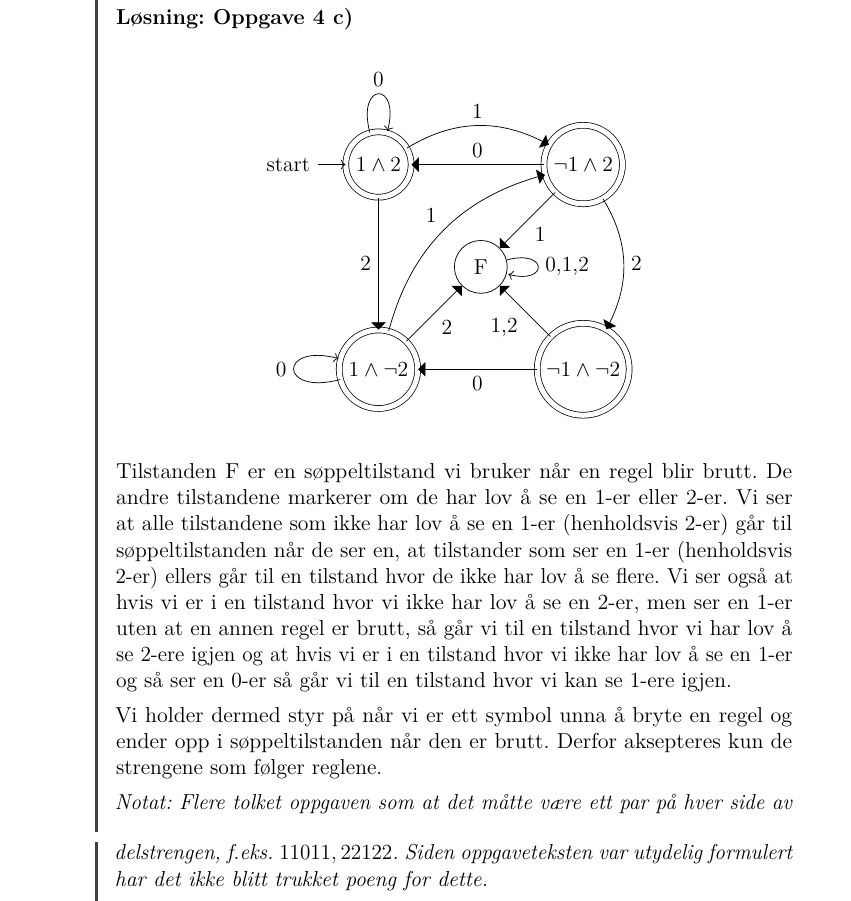 Løsning: Oppgave 4 c)
0
1
start
1 ∧ 2
0
¬1 ∧ 2
1
1
2
F
0,1,2
2
2
1,2
0
1 ∧ ¬2
¬1 ∧ ¬2
0
Tilstanden F er en søppeltilstand vi bruker når en regel blir brutt. De
andre tilstandene markerer om de har lov å se en 1-er eller 2-er. Vi ser
at alle tilstandene som ikke har lov å se en 1-er (henholdsvis 2-er) går til
søppeltilstanden når de ser en, at tilstander som ser en 1-er (henholdsvis
2-er) ellers går til en tilstand hvor de ikke har lov å se flere. Vi ser også at
hvis vi er i en tilstand hvor vi ikke har lov å se en 2-er, men ser en 1-er
uten at en annen regel er brutt, så går vi til en tilstand hvor vi har lov å
se 2-ere igjen og at hvis vi er i en tilstand hvor vi ikke har lov å se en 1-er
og så ser en 0-er så går vi til en tilstand hvor vi kan se 1-ere igjen.
Vi holder dermed styr på når vi er ett symbol unna å bryte en regel og
ender opp i søppeltilstanden når den er brutt. Derfor aksepteres kun de
strengene som følger reglene.
Notat: Flere tolket oppgaven som at det måtte være ett par på hver side av
delstrengen, f.eks. 11011, 22122. Siden oppgaveteksten var utydelig formulert
har det ikke blitt trukket poeng for dette.